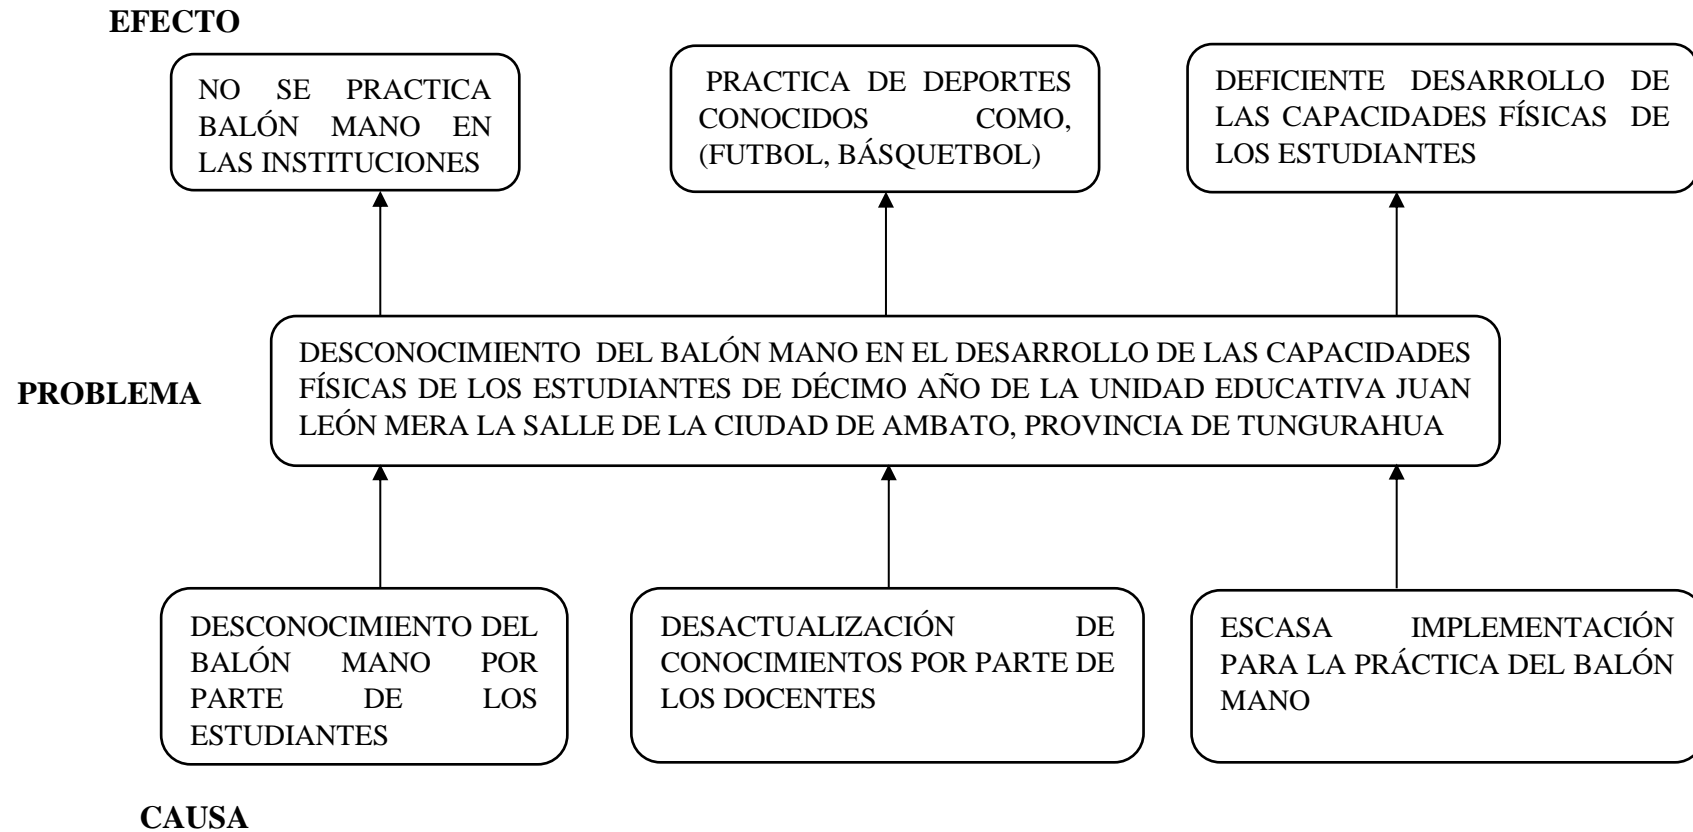 EFECTO
NO SE PRACTICA
BALÓN MANO EN
LAS INSTITUCIONES
PRACTICA DE DEPORTES
CONOCIDOS COMO,
(FUTBOL, BÁSQUETBOL)
DEFICIENTE DESARROLLO DE
LAS CAPACIDADES FÍSICAS DE
LOS ESTUDIANTES
PROBLEMA
DESCONOCIMIENTO DEL BALÓN MANO EN EL DESARROLLO DE LAS CAPACIDADES
FÍSICAS DE LOS ESTUDIANTES DE DÉCIMO AÑO DE LA UNIDAD EDUCATIVA JUAN
LEÓN MERA LA SALLE DE LA CIUDAD DE AMBATO, PROVINCIA DE TUNGURAHUA
DESCONOCIMIENTO DEL
BALÓN MANO POR
PARTE DE LOS
ESTUDIANTES
DESACTUALIZACIÓN DE
CONOCIMIENTOS POR PARTE DE
LOS DOCENTES
ESCASA IMPLEMENTACIÓN
PARA LA PRÁCTICA DEL BALÓN
MANO
CAUSA